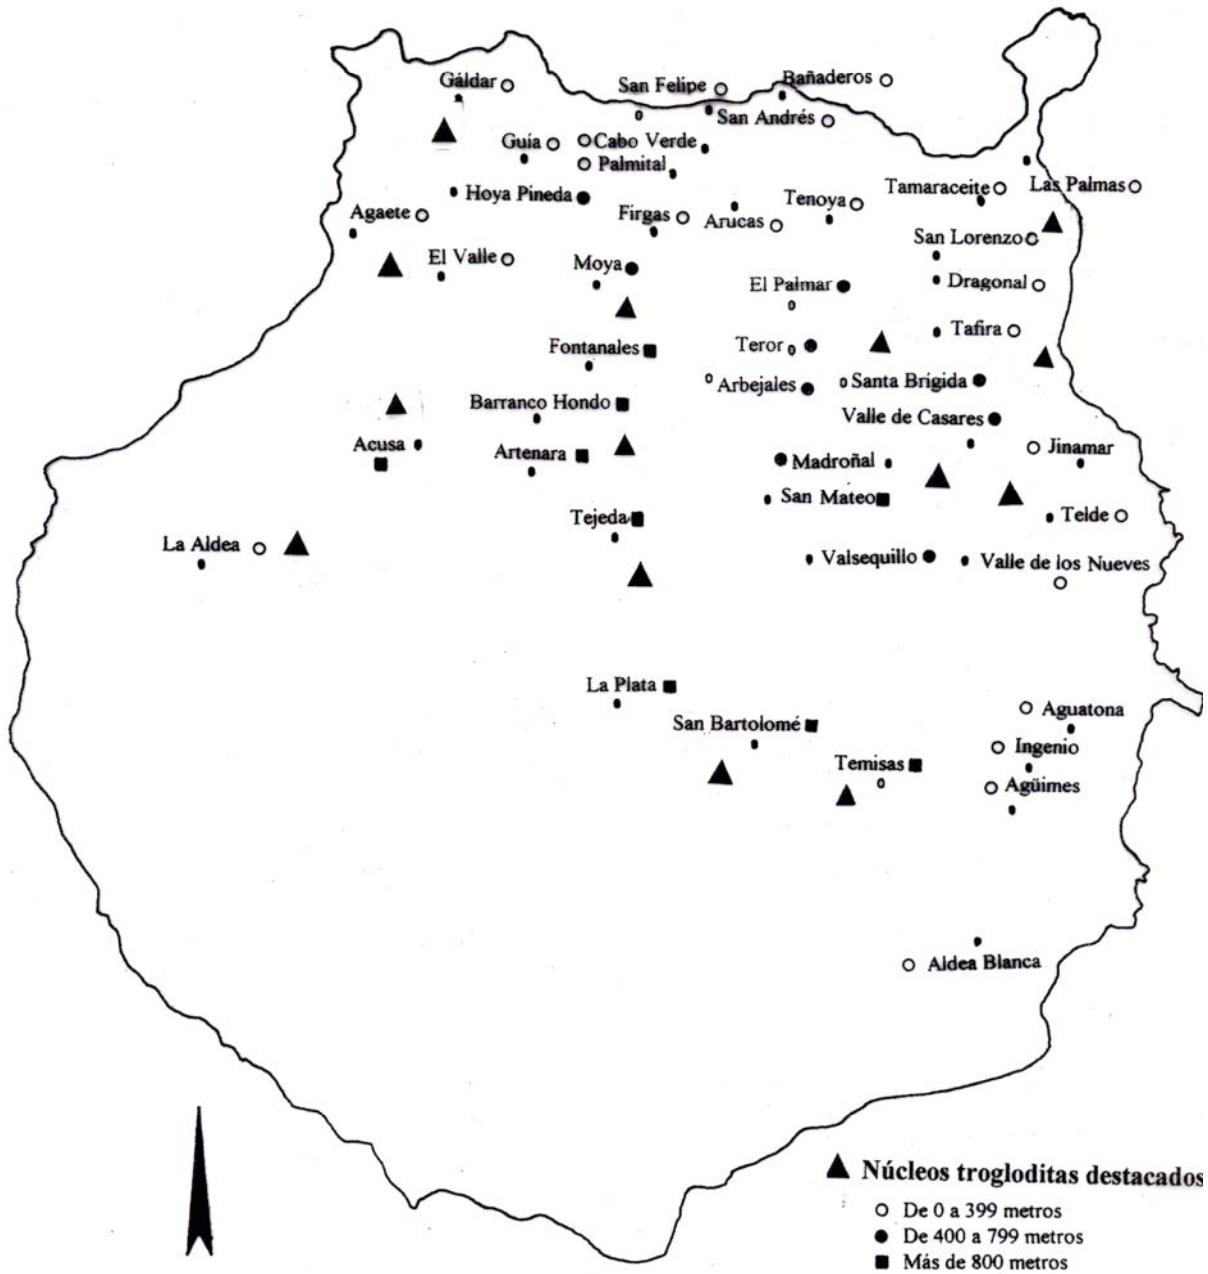 Gáldar
San Felipe
Bañaderos
San Andrés
Guía
Cabo Verde
Palmital
Hoya Pineda
Agaete
Firgas
Arucas
Tenoya
Tamaraceite
Las Palmas
San Lorenzo
El Valle
Moya
El Palmar
Dragonal
Fontanales
Teror
Tafira
Arbejales
Santa Brígida
Barranco Hondo
Valle de Casares
Acusa
Artenara
Madroñal
Jinamar
San Mateo
Tejeda
Telde
La Aldea
Valsequillo
Valle de los Nueves
La Plata
San Bartolomé
Aguatona
Temisas
Ingenio
Agüimes
Aldea Blanca
Núcleos trogloditas destacados
De 0 a 399 metros
De 400 a 799 metros
Más de 800 metros